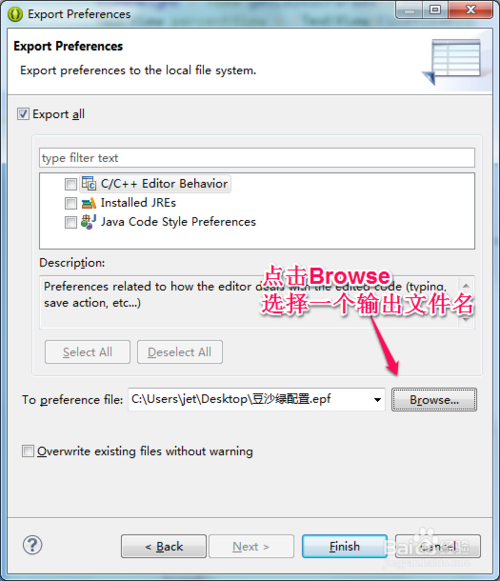 Export Preferences
Export Preferences
Export preferences to the local file system.
Export all
type filter text
C/C++ Editor Behavior
Installed JREs
Java Code Style Preferences
Description:
Preferences related to how the editor deals with the edited code (typing,
save action, etc...)
点击Browse
选择一个输出文件名
Select All
Deselect All
To preference file:
C:\Users\jet\Desktop\豆沙绿配置.epf
Browse...
Overwrite existing files without warning
< Back
Next >
Finish
Cancel